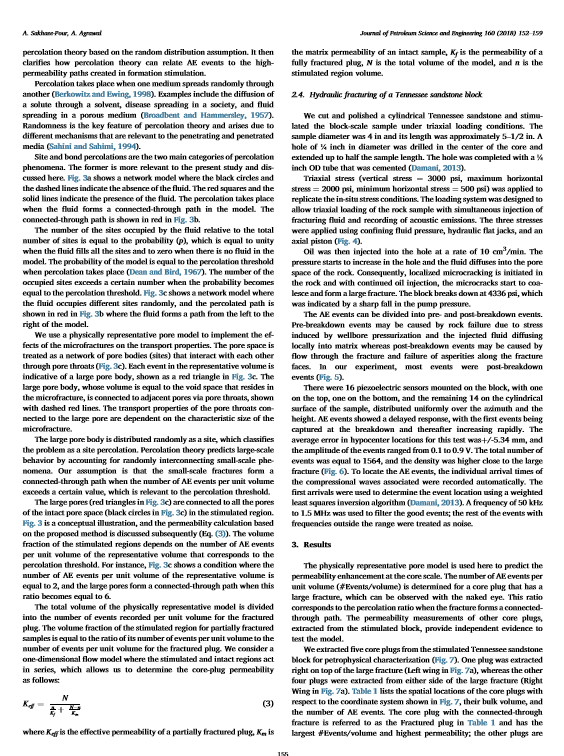 A. Sakhaee-Pour, A. Agrawal
Journal of Petroleum Science and Engineering 160 (2018) 152–159
percolation theory based on the random distribution assumption. It then
clarifies how percolation theory can relate AE events to the high-
permeability paths created in formation stimulation.
Percolation takes place when one medium spreads randomly through
another (Berkowitz and Ewing, 1998). Examples include the diffusion of
a solute through a solvent, disease spreading in a society, and fluid
spreading in a porous medium (Broadbent and Hammersley, 1957).
Randomness is the key feature of percolation theory and arises due to
different mechanisms that are relevant to the penetrating and penetrated
media (Sahini and Sahimi, 1994).
Site and bond percolations are the two main categories of percolation
phenomena. The former is more relevant to the present study and dis-
cussed here. Fig. 3a shows a network model where the black circles and
the dashed lines indicate the absence of the fluid. The red squares and the
solid lines indicate the presence of the fluid. The percolation takes place
when the fluid forms a connected-through path in the model. The
connected-through path is shown in red in Fig. 3b.
The number of the sites occupied by the fluid relative to the total
number of sites is equal to the probability (p), which is equal to unity
when the fluid fills all the sites and to zero when there is no fluid in the
model. The probability of the model is equal to the percolation threshold
when percolation takes place (Dean and Bird, 1967). The number of the
occupied sites exceeds a certain number when the probability becomes
equal to the percolation threshold. Fig. 3c shows a network model where
the fluid occupies different sites randomly, and the percolated path is
shown in red in Fig. 3b where the fluid forms a path from the left to the
right of the model.
We use a physically representative pore model to implement the ef-
fects of the microfractures on the transport properties. The pore space is
treated as a network of pore bodies (sites) that interact with each other
through pore throats (Fig. 3c). Each event in the representative volume is
indicative of a large pore body, shown as a red triangle in Fig. 3c. The
large pore body, whose volume is equal to the void space that resides in
the microfracture, is connected to adjacent pores via pore throats, shown
with dashed red lines. The transport properties of the pore throats con-
nected to the large pore are dependent on the characteristic size of the
microfracture.
The large pore body is distributed randomly as a site, which classifies
the problem as a site percolation. Percolation theory predicts large-scale
behavior by accounting for randomly interconnecting small-scale phe-
nomena. Our assumption is that the small-scale fractures form a
connected-through path when the number of AE events per unit volume
exceeds a certain value, which is relevant to the percolation threshold.
The large pores (red triangles in Fig. 3c) are connected to all the pores
of the intact pore space (black circles in Fig. 3c) in the stimulated region.
Fig. 3 is a conceptual illustration, and the permeability calculation based
on the proposed method is discussed subsequently (Eq. (3)). The volume
fraction of the stimulated regions depends on the number of AE events
per unit volume of the representative volume that corresponds to the
percolation threshold. For instance, Fig. 3c shows a condition where the
number of AE events per unit volume of the representative volume is
equal to 2, and the large pores form a connected-through path when this
ratio becomes equal to 6.
The total volume of the physically representative model is divided
into the number of events recorded per unit volume for the fractured
plug. The volume fraction of the stimulated region for partially fractured
samples is equal to the ratio of its number of events per unit volume to the
number of events per unit volume for the fractured plug. We consider a
one-dimensional flow model where the stimulated and intact regions act
in series, which allows us to determine the core-plug permeability
as follows:
K_eff = N / (n/K_f + (N−n)/K_m) (3)
where K_eff is the effective permeability of a partially fractured plug, K_m is
the matrix permeability of an intact sample, K_f is the permeability of a
fully fractured plug, N is the total volume of the model, and n is the
stimulated region volume.
2.4. Hydraulic fracturing of a Tennessee sandstone block
We cut and polished a cylindrical Tennessee sandstone and stimu-
lated the block-scale sample under triaxial loading conditions. The
sample diameter was 4 in and its length was approximately 5–1/2 in. A
hole of ¼ inch in diameter was drilled in the center of the core and
extended up to half the sample length. The hole was completed with a ¼
inch OD tube that was cemented (Damani, 2013).
Triaxial stress (vertical stress = 3000 psi, maximum horizontal
stress = 2000 psi, minimum horizontal stress = 500 psi) was applied to
replicate the in-situ stress conditions. The loading system was designed to
allow triaxial loading of the rock sample with simultaneous injection of
fracturing fluid and recording of acoustic emissions. The three stresses
were applied using confining fluid pressure, hydraulic flat jacks, and an
axial piston (Fig. 4).
Oil was then injected into the hole at a rate of 10 cm³/min. The
pressure starts to increase in the hole and the fluid diffuses into the pore
space of the rock. Consequently, localized microcracking is initiated in
the rock and with continued oil injection, the microcracks start to coa-
lesce and form a large fracture. The block breaks down at 4336 psi, which
was indicated by a sharp fall in the pump pressure.
The AE events can be divided into pre- and post-breakdown events.
Pre-breakdown events may be caused by rock failure due to stress
induced by wellbore pressurization and the injected fluid diffusing
locally into matrix whereas post-breakdown events may be caused by
flow through the fracture and failure of asperities along the fracture
faces. In our experiment, most events were post-breakdown
events (Fig. 5).
There were 16 piezoelectric sensors mounted on the block, with one
on the top, one on the bottom, and the remaining 14 on the cylindrical
surface of the sample, distributed uniformly over the azimuth and the
height. AE events showed a delayed response, with the first events being
captured at the breakdown and thereafter increasing rapidly. The
average error in hypocenter locations for this test was+/-5.34 mm, and
the amplitude of the events ranged from 0.1 to 0.9 V. The total number of
events was equal to 1564, and the density was higher close to the large
fracture (Fig. 6). To locate the AE events, the individual arrival times of
the compressional waves associated were recorded automatically. The
first arrivals were used to determine the event location using a weighted
least squares inversion algorithm (Damani, 2013). A frequency of 50 kHz
to 1.5 MHz was used to filter the good events; the rest of the events with
frequencies outside the range were treated as noise.
3. Results
The physically representative pore model is used here to predict the
permeability enhancement at the core scale. The number of AE events per
unit volume (#Events/volume) is determined for a core plug that has a
large fracture, which can be observed with the naked eye. This ratio
corresponds to the percolation ratio when the fracture forms a connected-
through path. The permeability measurements of other core plugs,
extracted from the stimulated block, provide independent evidence to
test the model.
We extracted five core plugs from the stimulated Tennessee sandstone
block for petrophysical characterization (Fig. 7). One plug was extracted
right on top of the large fracture (Left wing in Fig. 7a), whereas the other
four plugs were extracted from either side of the large fracture (Right
Wing in Fig. 7a). Table 1 lists the spatial locations of the core plugs with
respect to the coordinate system shown in Fig. 7, their bulk volume, and
the number of AE events. The core plug with the connected-through
fracture is referred to as the Fractured plug in Table 1 and has the
largest #Events/volume and highest permeability; the other plugs are
155